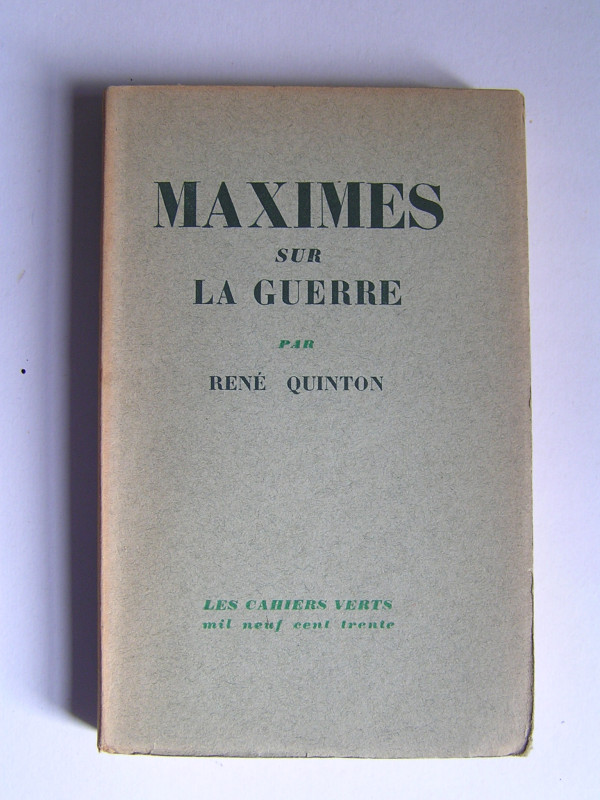 MAXIMES
SUR
LA GUERRE
PAR
RENÉ QUINTON
LES CAHIERS VERTS
mil neuf cent trente